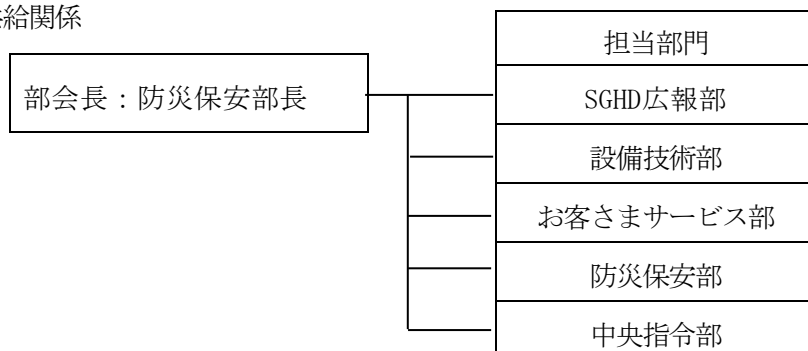 給関係
担当部門
部会長：防災保安部長
SGHD広報部
設備技術部
お客さまサービス部
防災保安部
中央指令部